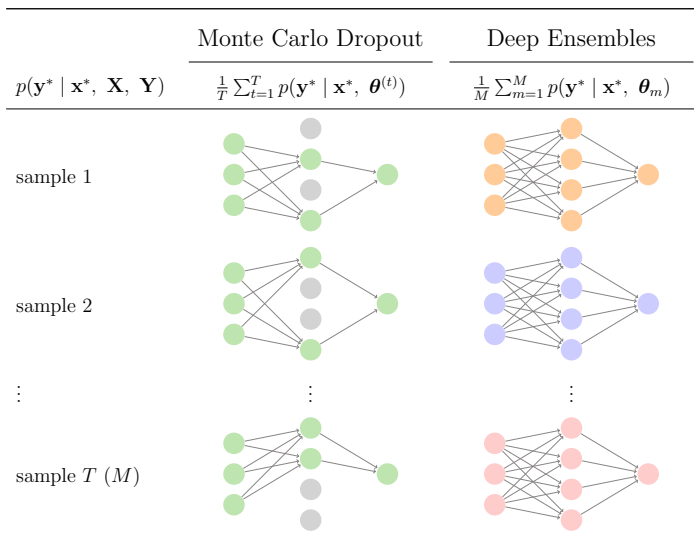 Monte Carlo Dropout Deep Ensembles
p(y* | x*, X, Y) 1/T ∑_{t=1}^{T} p(y* | x*, θ^{(t)}) 1/M ∑_{m=1}^{M} p(y* | x*, θ_m)
sample 1
sample 2
⋮ ⋮ ⋮
sample T (M)